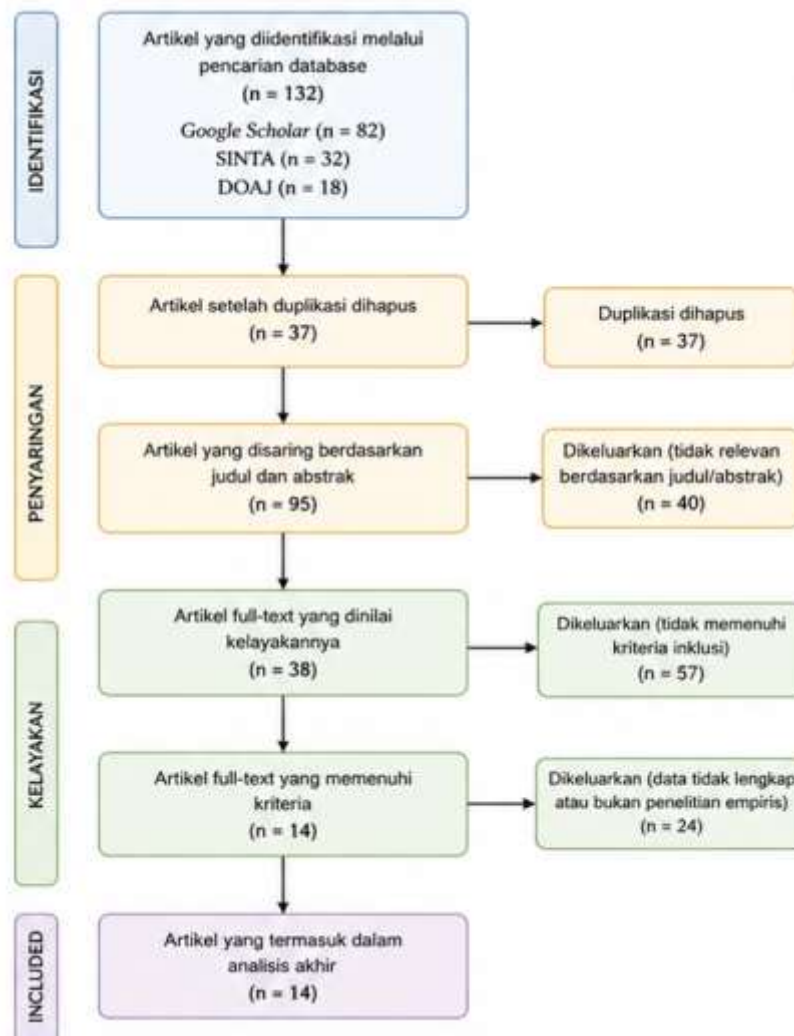 IDENTIFIKASI
Artikel yang diidentifikasi melalui
pencarian database
(n = 132)
Google Scholar (n = 82)
SINTA (n = 32)
DOAJ (n = 18)
PENYARINGAN
Artikel setelah duplikasi dihapus
(n = 37)
Duplikasi dihapus
(n = 37)
Artikel yang disaring berdasarkan
judul dan abstrak
(n = 95)
Dikeluarkan (tidak relevan
berdasarkan judul/abstrak)
(n = 40)
KELAYAKAN
Artikel full-text yang dinilai
kelayakannya
(n = 38)
Dikeluarkan (tidak memenuhi
kriteria inklusi)
(n = 57)
Artikel full-text yang memenuhi
kriteria
(n = 14)
Dikeluarkan (data tidak lengkap
atau bukan penelitian empiris)
(n = 24)
INCLUDED
Artikel yang termasuk dalam
analisis akhir
(n = 14)